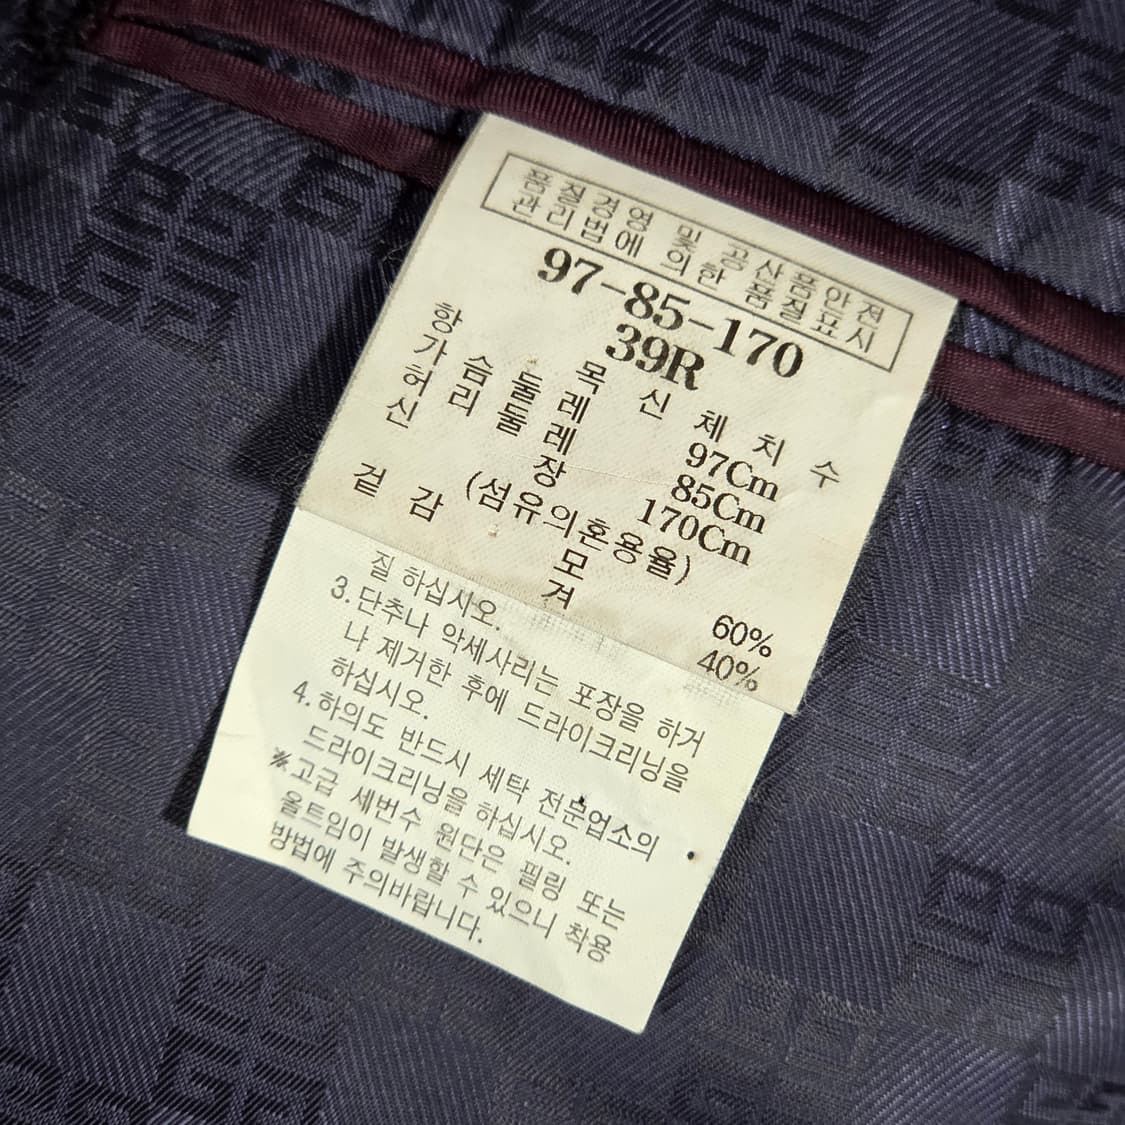 품질경영 및 공산품안전
관리법에 의한 품질표시
97-85-170
39R
항 목 신 체 치 수
가 슴 둘 레 97Cm
허 리 둘 레 85Cm
신 장 170Cm
(섬유의혼용율)
겉 감 모 60%
겨 40%
질 하십시오.
3. 단추나 악세사리는 포장을 하거
나 제거한 후에 드라이크리닝을
하십시오.
4. 하의도 반드시 세탁 전문업소의
드라이크리닝을 하십시오.
※고급 세번수 원단은 필링 또는
올트임이 발생할 수 있으니 착용
방법에 주의바랍니다.